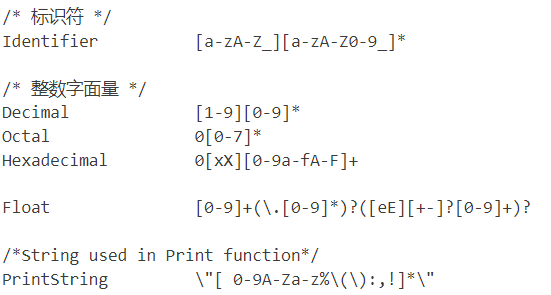 /* 标识符 */
Identifier [a-zA-Z_][a-zA-Z0-9_]*
/* 整数字面量 */
Decimal [1-9][0-9]*
Octal 0[0-7]*
Hexadecimal 0[xX][0-9a-fA-F]+
Float [0-9]+(\.[0-9]*)?([eE][+-]?[0-9]+)?
/*String used in Print function*/
PrintString \"[ 0-9A-Za-z%\(\):,!]*\"